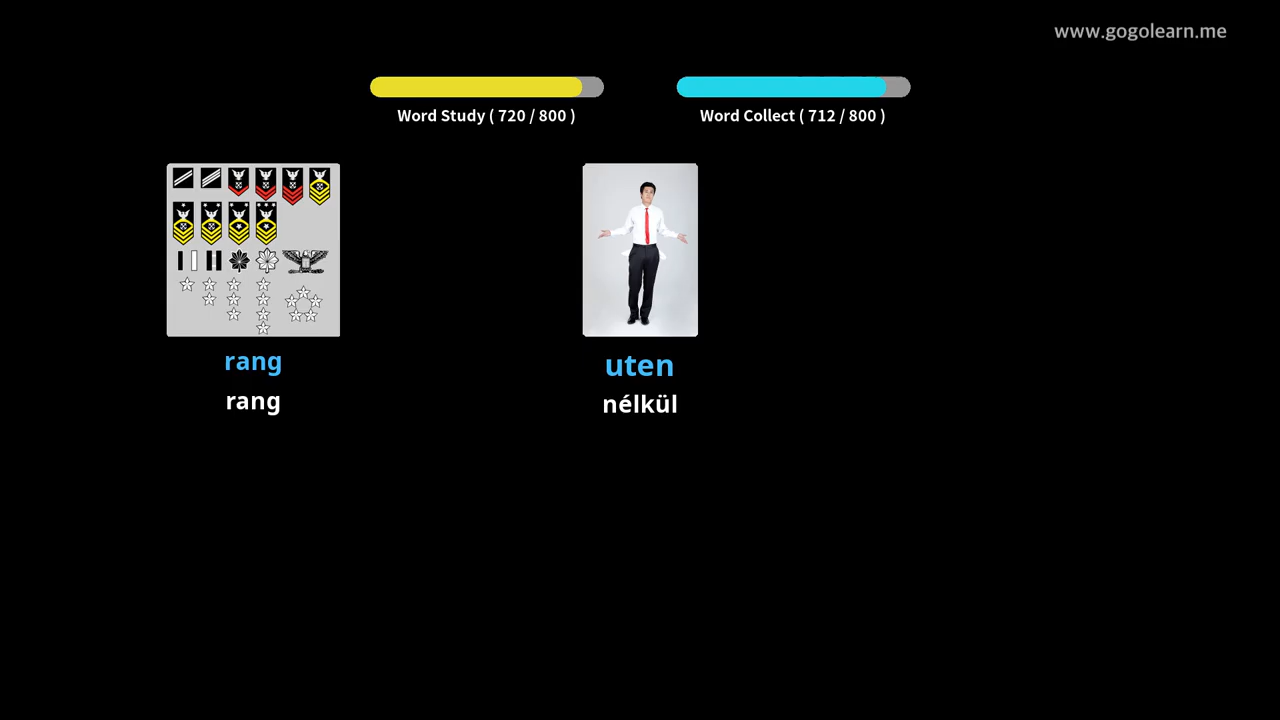 www.gogolearn.me
Word Study ( 720 / 800 )
Word Collect ( 712 / 800 )
rang
rang
uten
nélkül